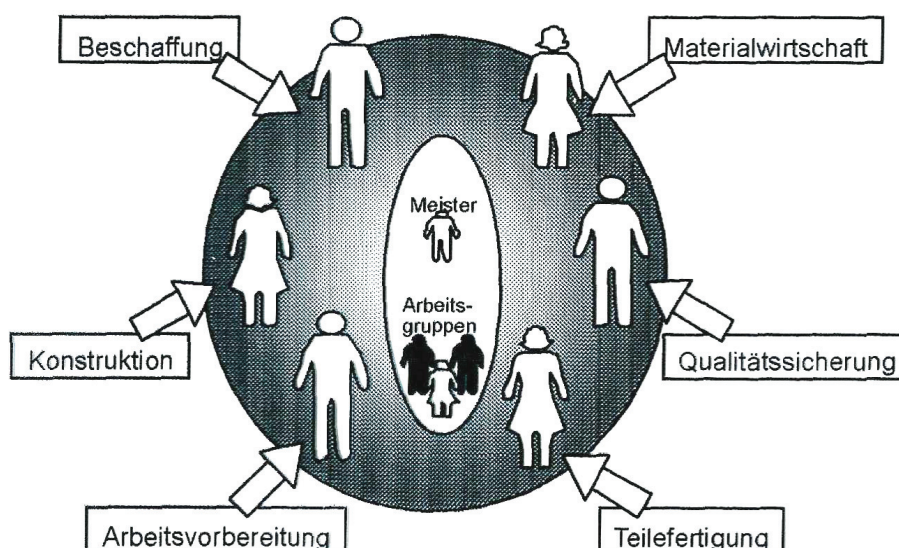 Beschaffung
Materialwirtschaft
Meister
Arbeits-
gruppen
Konstruktion
Qualitätssicherung
Arbeitsvorbereitung
Teilefertigung